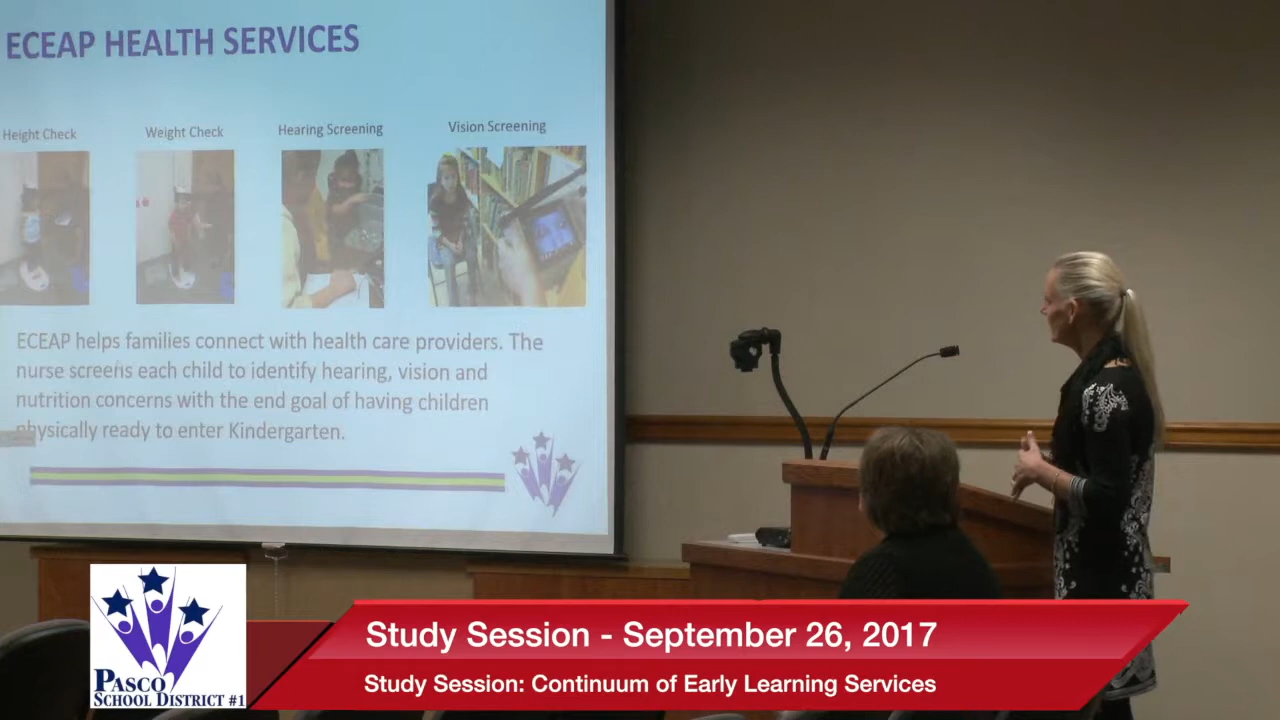 ECEAP HEALTH SERVICES
Height Check
Weight Check
Hearing Screening
Vision Screening
ECEAP helps families connect with health care providers. The
nurse screens each child to identify hearing, vision and
nutrition concerns with the end goal of having children
physically ready to enter Kindergarten.
PASCO
SCHOOL DISTRICT #1
Study Session - September 26, 2017
Study Session: Continuum of Early Learning Services